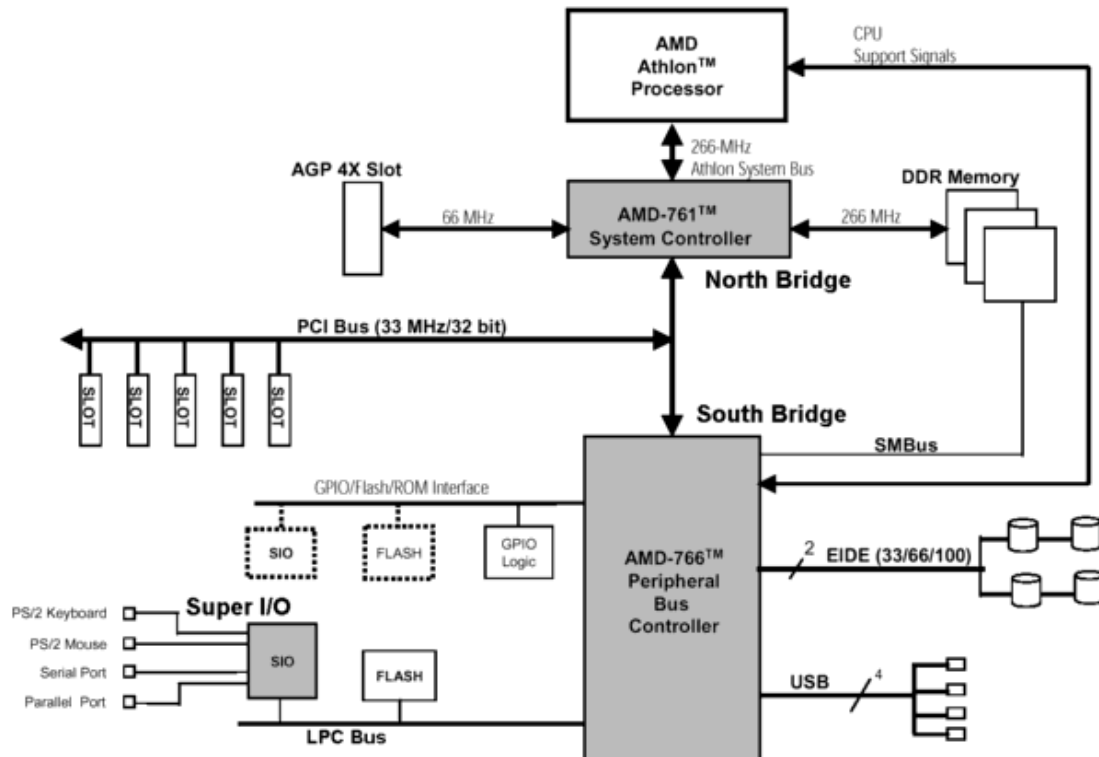 AMD
Athlon™
Processor
CPU
Support Signals
266-MHz
Athlon System Bus
AGP 4X Slot
66 MHz
AMD-761™
System Controller
266 MHz
DDR Memory
North Bridge
PCI Bus (33 MHz/32 bit)
SLOT
SLOT
SLOT
SLOT
SLOT
South Bridge
SMBus
GPIO/Flash/ROM Interface
SIO
FLASH
GPIO
Logic
AMD-766™
Peripheral
Bus
Controller
2
EIDE (33/66/100)
Super I/O
PS/2 Keyboard
PS/2 Mouse
Serial Port
Parallel Port
SIO
FLASH
USB
4
LPC Bus